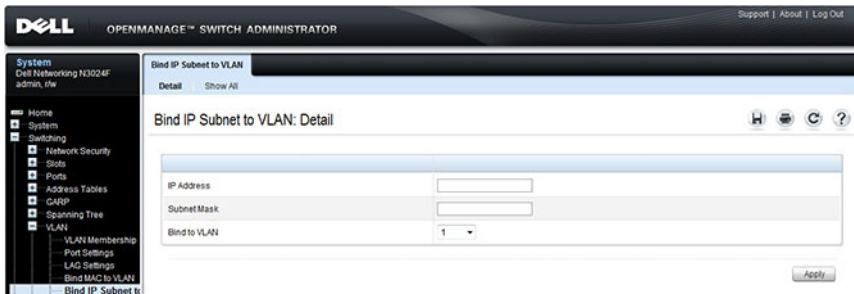 Support | About | Log Out
DELL OPENMANAGE™ SWITCH ADMINISTRATOR
System
Dell Networking N3024F
admin, r/w
Home
System
Switching
Network Security
Slots
Ports
Address Tables
GARP
Spanning Tree
VLAN
VLAN Membership
Port Settings
LAG Settings
Bind MAC to VLAN
Bind IP Subnet to
Bind IP Subnet to VLAN
Detail Show All
Bind IP Subnet to VLAN: Detail
IP Address
Subnet Mask
Bind to VLAN 1
Apply